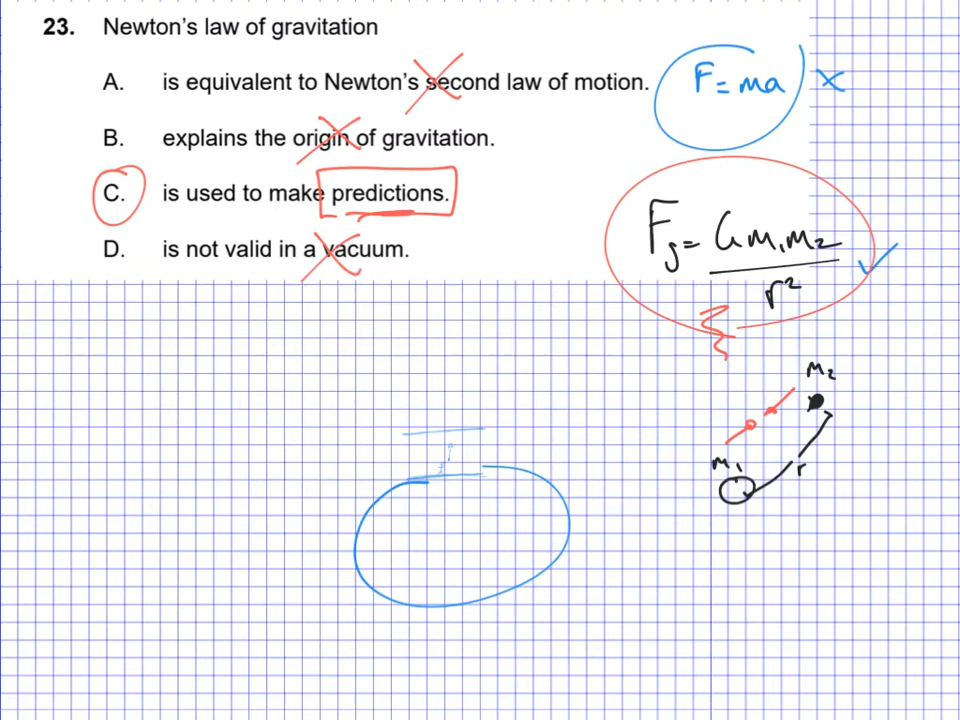 23. Newton's law of gravitation
A. is equivalent to Newton's second law of motion.
F = ma
B. explains the origin of gravitation.
C. is used to make predictions.
Fg = Gm₁m₂
r²
D. is not valid in a vacuum.
m₂
m₁
r